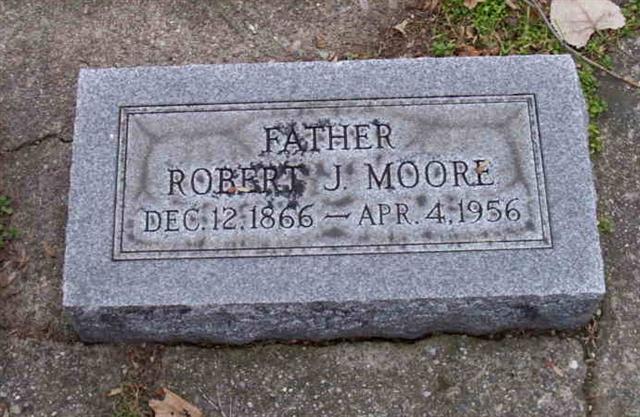 FATHER
ROBERT J. MOORE
DEC. 12, 1866 — APR. 4, 1956